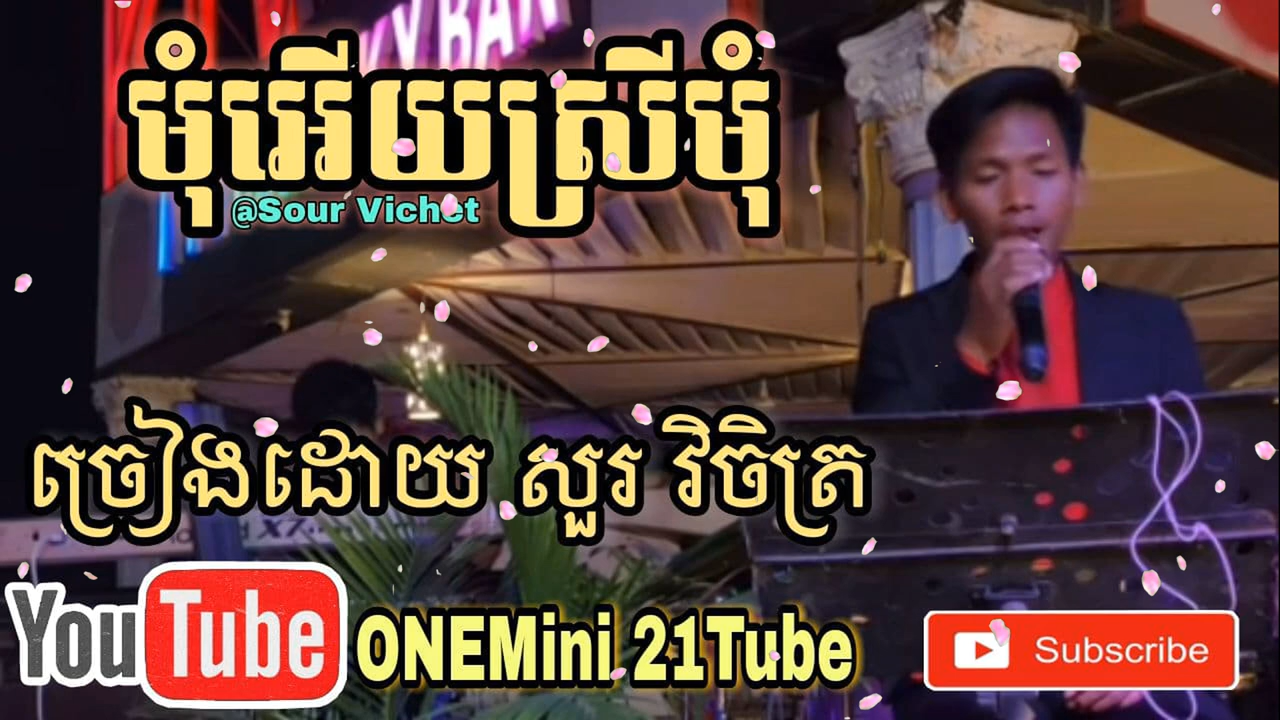 មុំអើយស្រីមុំ
@Sour Vichet
ច្រៀងដោយ សួរ វិចិត្រ
X7
YouTube
ONEMini 21Tube
Subscribe